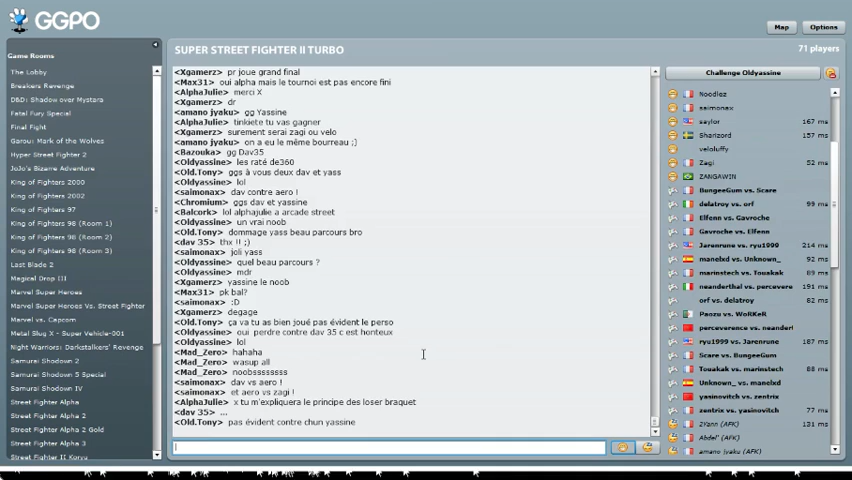 GGPO
Map
Options
Game Rooms
The Lobby
Breakers Revenge
D&D: Shadow over Mystara
Fatal Fury Special
Final Fight
Garou: Mark of the Wolves
Hyper Street Fighter 2
JoJo's Bizarre Adventure
King of Fighters 2000
King of Fighters 2002
King of Fighters 97
King of Fighters 98 (Room 1)
King of Fighters 98 (Room 2)
King of Fighters 98 (Room 3)
Last Blade 2
Magical Drop III
Marvel Super Heroes
Marvel Super Heroes Vs. Street Fighter
Marvel vs. Capcom
Metal Slug X - Super Vehicle-001
Night Warriors: Darkstalkers' Revenge
Samurai Shodown 2
Samurai Shodown 5 Special
Samurai Shodown IV
Street Fighter Alpha
Street Fighter Alpha 2
Street Fighter Alpha 2 Gold
Street Fighter Alpha 3
Street Fighter II Koryu
SUPER STREET FIGHTER II TURBO
71 players
<Xgamerz> pr joue grand final
<Max31> oui alpha mais le tournoi est pas encore fini
<AlphaJulie> merci X
<Xgamerz> dr
<amano jyaku> gg Yassine
<AlphaJulie> tinkiete tu vas gagner
<Xgamerz> surement serai zagi ou velo
<amano jyaku> on a eu le même bourreau ;)
<Bazouka> gg Dav35
<Oldyassine> les raté de360
<Old.Tony> ggs à vous deux dav et yass
<Oldyassine> lol
<saimonax> dav contre aero !
<Chromium> ggs dav et yassine
<Balcork> lol alphajulie a arcade street
<Oldyassine> un vrai noob
<Old.Tony> dommage yass beau parcours bro
<dav 35> thx !! ;)
<saimonax> joli yass
<Oldyassine> quel beau parcours ?
<Oldyassine> mdr
<Xgamerz> yassine le noob
<Max31> pk bal?
<saimonax> :D
<Xgamerz> degage
<Old.Tony> ça va tu as bien joué pas évident le perso
<Oldyassine> oui perdre contre dav 35 c est honteux
<Oldyassine> lol
<Mad_Zero> hahaha
<Mad_Zero> wasup all
<Mad_Zero> noobssssssss
<saimonax> dav vs aero !
<saimonax> et aero vs zagi !
<AlphaJulie> x tu m'expliquera le principe des loser braquet
<dav 35> ...
<Old.Tony> pas évident contre chun yassine
Challenge Oldyassine
Noodlez
saimonax
saylor 167 ms
Sharizord 157 ms
veloluffy
Zagi 52 ms
ZANGAWIN
BungeeGum vs. Scare
delatroy vs. orf 99 ms
Elfenn vs. Gavroche
Gavroche vs. Elfenn
Jarenrune vs. ryu1999 214 ms
manelxd vs. Unknown_ 92 ms
marinstech vs. Touakak 89 ms
neanderthal vs. percevere 191 ms
orf vs. delatroy 82 ms
Paozu vs. WoRKeR
perceverence vs. neandert
ryu1999 vs. Jarenrune 187 ms
Scare vs. BungeeGum
Touakak vs. marinstech 88 ms
Unknown_ vs. manelxd
yasinovitch vs. zentrix
zentrix vs. yasinovitch 77 ms
2Yann (AFK)
Abdel' (AFK)
amano jyaku (AFK)